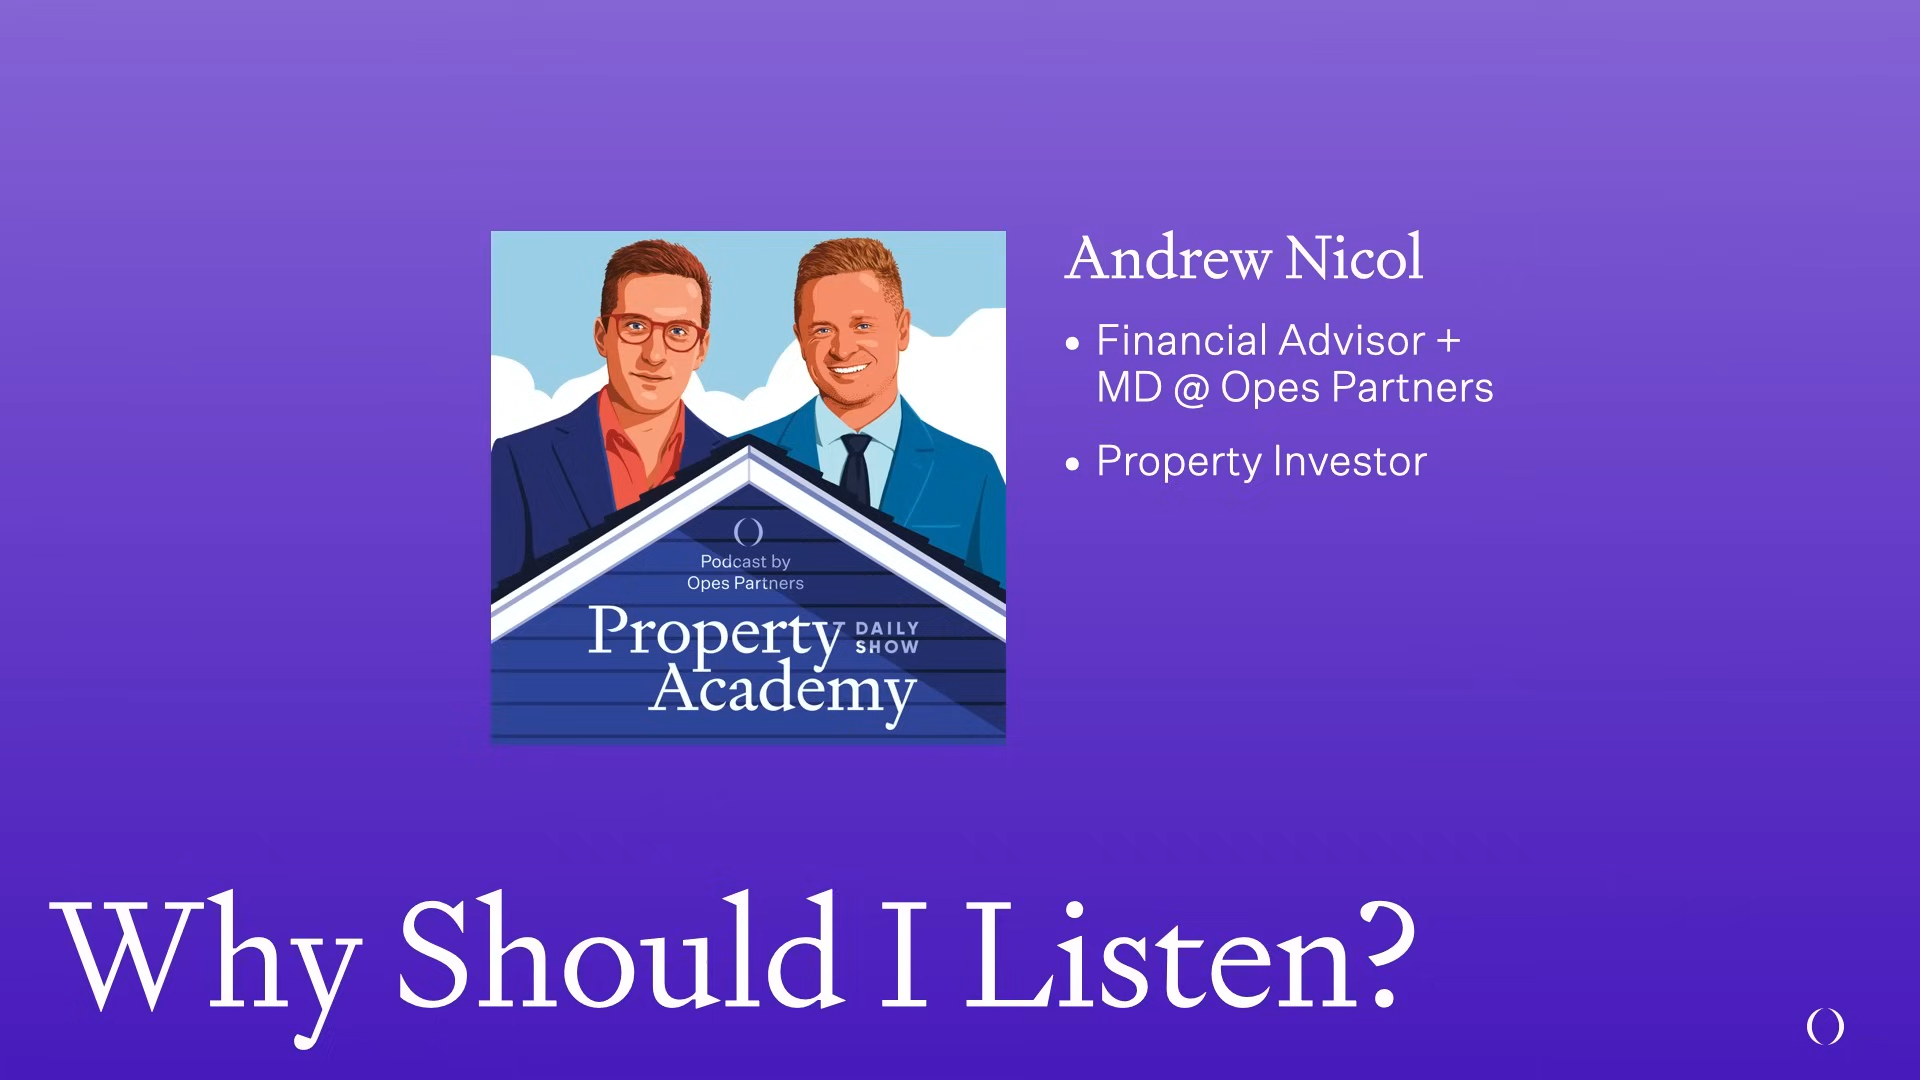 Andrew Nicol
• Financial Advisor +
MD @ Opes Partners
• Property Investor
Podcast by
Opes Partners
Property DAILY
SHOW
Academy
Why Should I Listen?